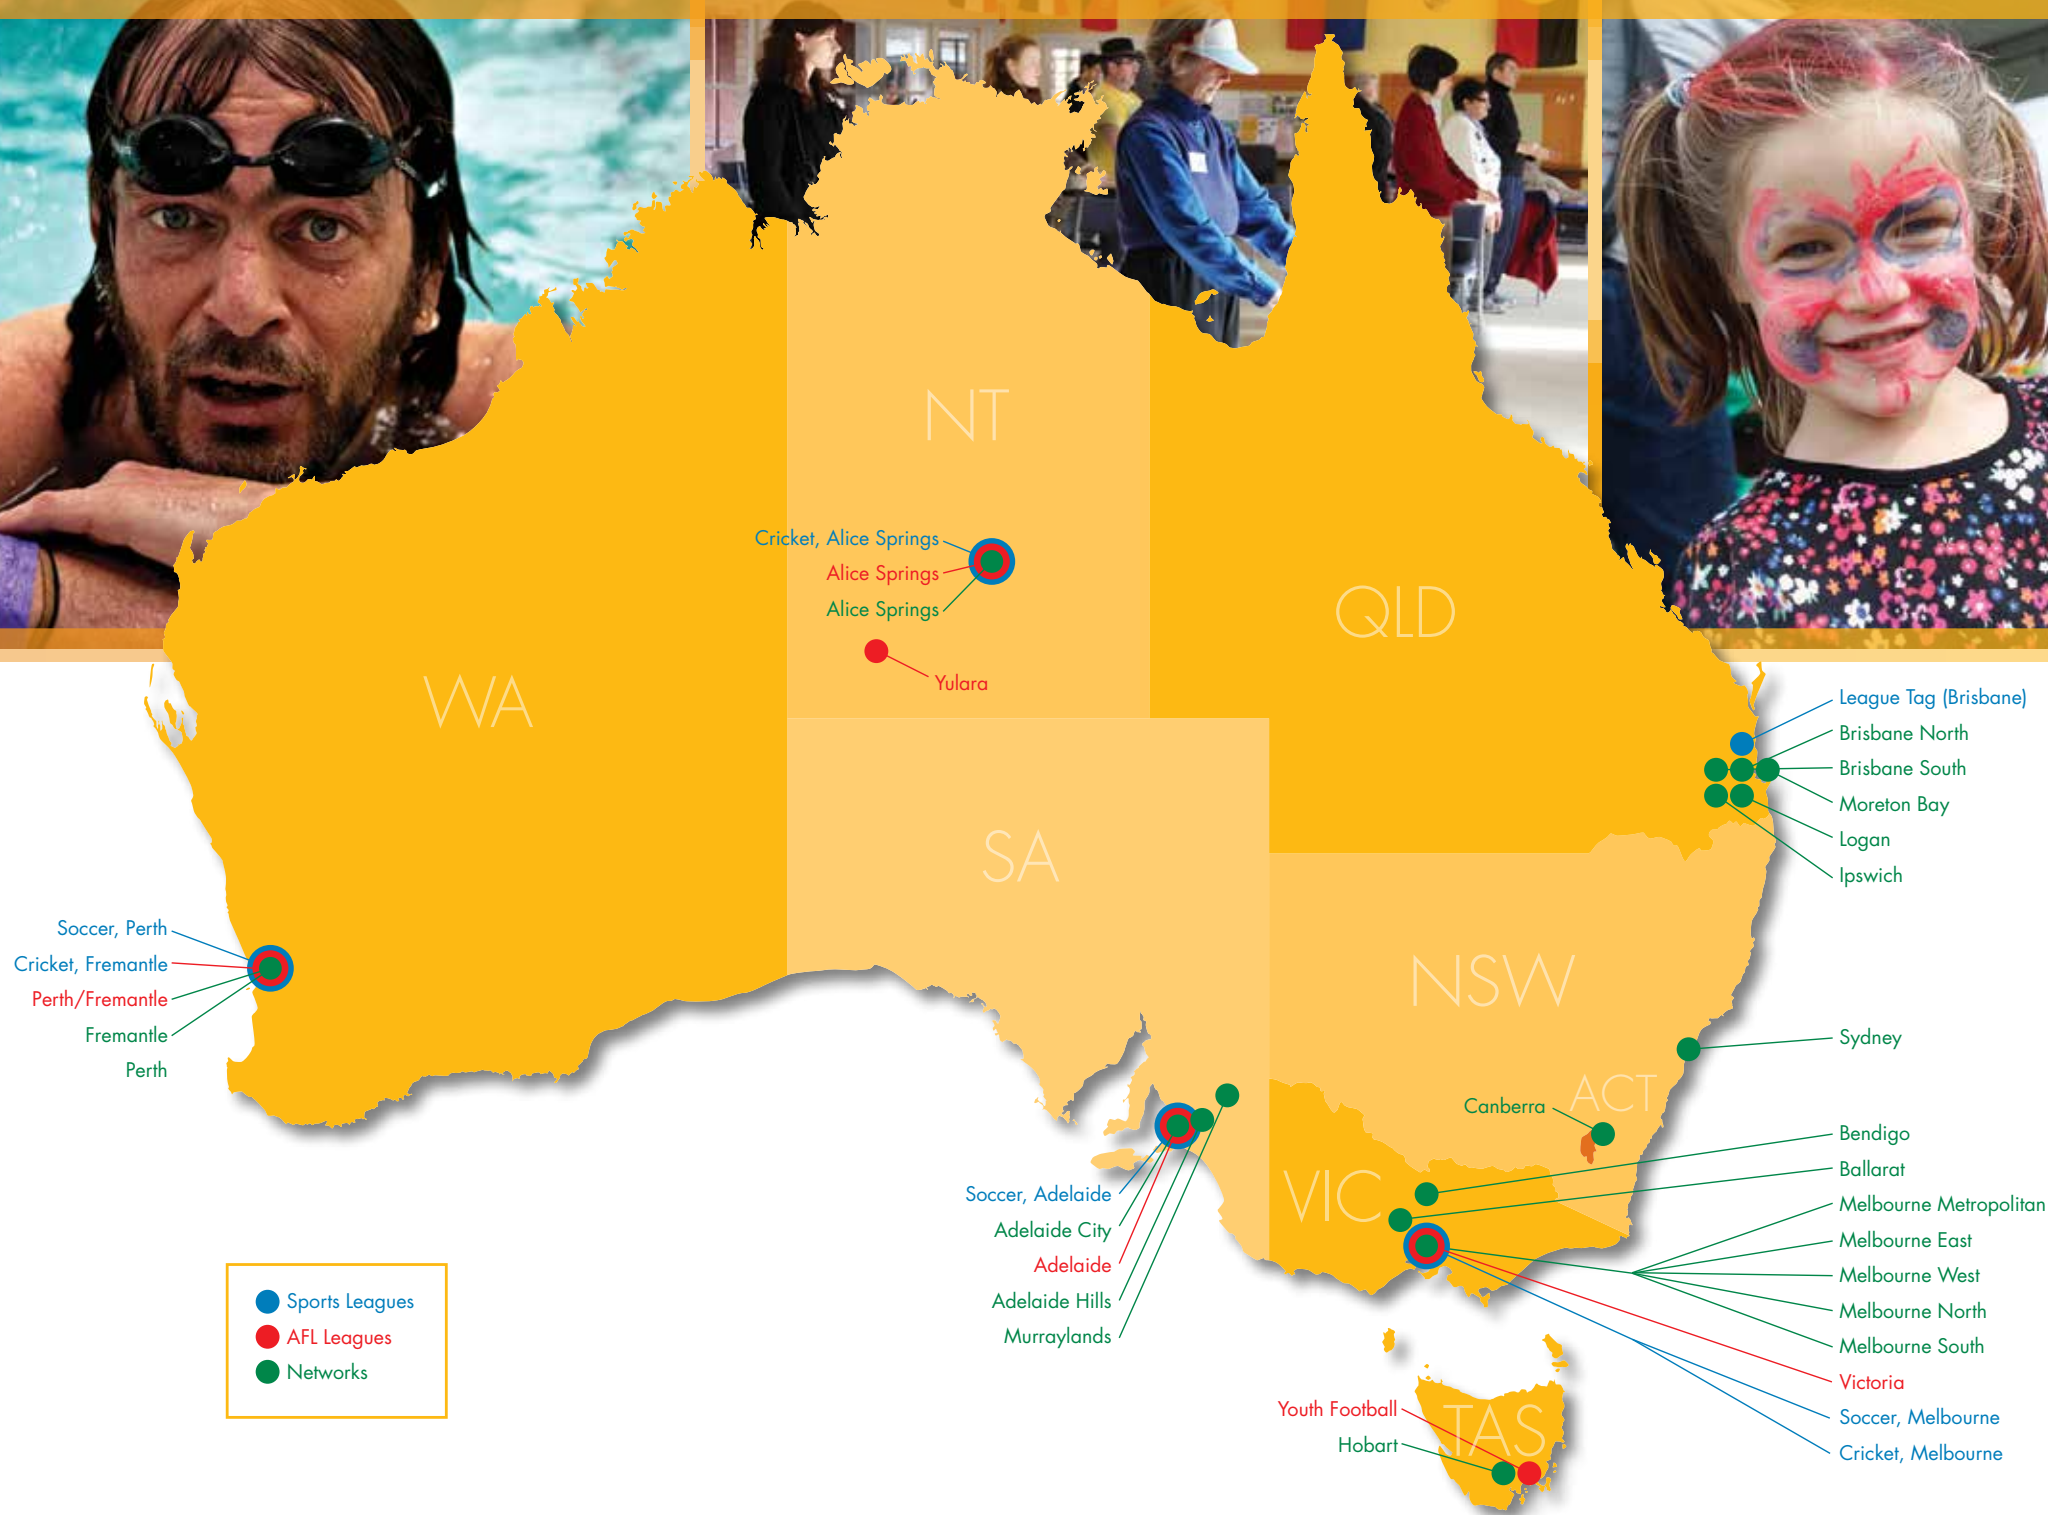 NT
Cricket, Alice Springs
Alice Springs
Alice Springs
Yulara
QLD
WA
League Tag (Brisbane)
Brisbane North
Brisbane South
Moreton Bay
Logan
Ipswich
SA
Soccer, Perth
Cricket, Fremantle
Perth/Fremantle
Fremantle
Perth
NSW
Sydney
ACT
Canberra
VIC
Bendigo
Ballarat
Melbourne Metropolitan
Melbourne East
Melbourne West
Melbourne North
Melbourne South
Victoria
Soccer, Melbourne
Cricket, Melbourne
Soccer, Adelaide
Adelaide City
Adelaide
Adelaide Hills
Murraylands
Sports Leagues
AFL Leagues
Networks
TAS
Youth Football
Hobart